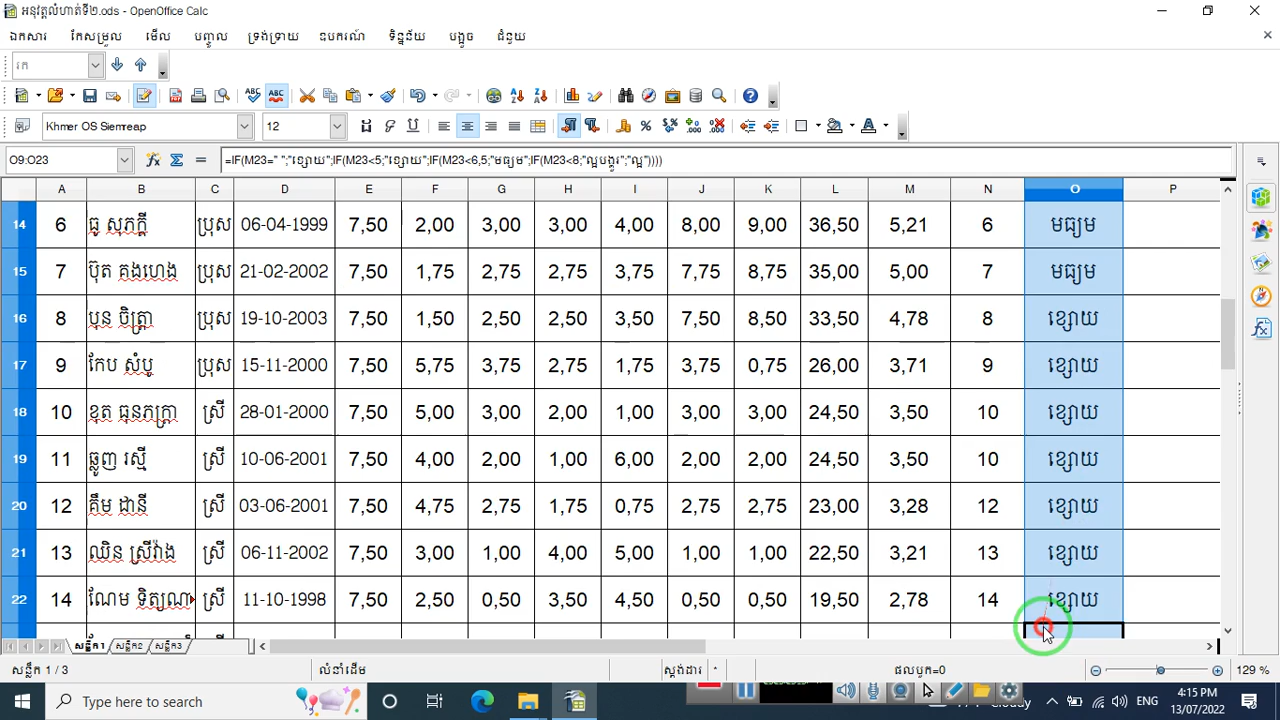 អនុវត្តលំហាត់ទី២.ods - OpenOffice Calc
ឯកសារ កែសម្រួល មើល បញ្ចូល ទ្រង់ទ្រាយ ឧបករណ៍ ទិន្នន័យ បង្អួច ជំនួយ
រក
Khmer OS Siemreap 12
O9:O23 =IF(M23=" ";"ខ្សោយ";IF(M23<5;"ខ្សោយ";IF(M23<6,5;"មធ្យម";IF(M23<8;"ល្អបង្គួរ";"ល្អ"))))
A B C D E F G H I J K L M N O P
14 6 ធូ សុភក្ដី ប្រុស 06-04-1999 7,50 2,00 3,00 3,00 4,00 8,00 9,00 36,50 5,21 6 មធ្យម
15 7 ប៊ុត គងហេង ប្រុស 21-02-2002 7,50 1,75 2,75 2,75 3,75 7,75 8,75 35,00 5,00 7 មធ្យម
16 8 បុន ចិត្រ្តា ប្រុស 19-10-2003 7,50 1,50 2,50 2,50 3,50 7,50 8,50 33,50 4,78 8 ខ្សោយ
17 9 កែប សំបូ ប្រុស 15-11-2000 7,50 5,75 3,75 2,75 1,75 3,75 0,75 26,00 3,71 9 ខ្សោយ
18 10 ខុត ធនភក្ត្រា ស្រី 28-01-2000 7,50 5,00 3,00 2,00 1,00 3,00 3,00 24,50 3,50 10 ខ្សោយ
19 11 ឆ្លូញ រស្មី ស្រី 10-06-2001 7,50 4,00 2,00 1,00 6,00 2,00 2,00 24,50 3,50 10 ខ្សោយ
20 12 គឹម ដានី ស្រី 03-06-2001 7,50 4,75 2,75 1,75 0,75 2,75 2,75 23,00 3,28 12 ខ្សោយ
21 13 ឈិន ស្រីវ៉ាង ស្រី 06-11-2002 7,50 3,00 1,00 4,00 5,00 1,00 1,00 22,50 3,21 13 ខ្សោយ
22 14 ណែម ទិត្យណា ស្រី 11-10-1998 7,50 2,50 0,50 3,50 4,50 0,50 0,50 19,50 2,78 14 ខ្សោយ
សន្លឹក១ សន្លឹក២ សន្លឹក៣
សន្លឹក 1 / 3 លំនាំដើម ស្តង់ដារ * ផលបូក=0 129 %
Type here to search Cloudy ENG 4:15 PM
13/07/2022